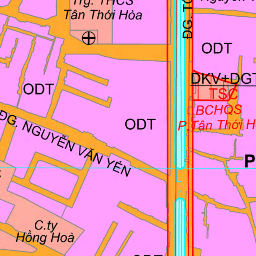 Trg. THCS
Tân Thới Hòa
ODT
ODT
DKV+DGT
TSC
BCHQS
P. Tân Thới H
ODT
ĐG. NGUYỄN VĂN YẾN
P
C.ty
Hồng Hoà
ODT